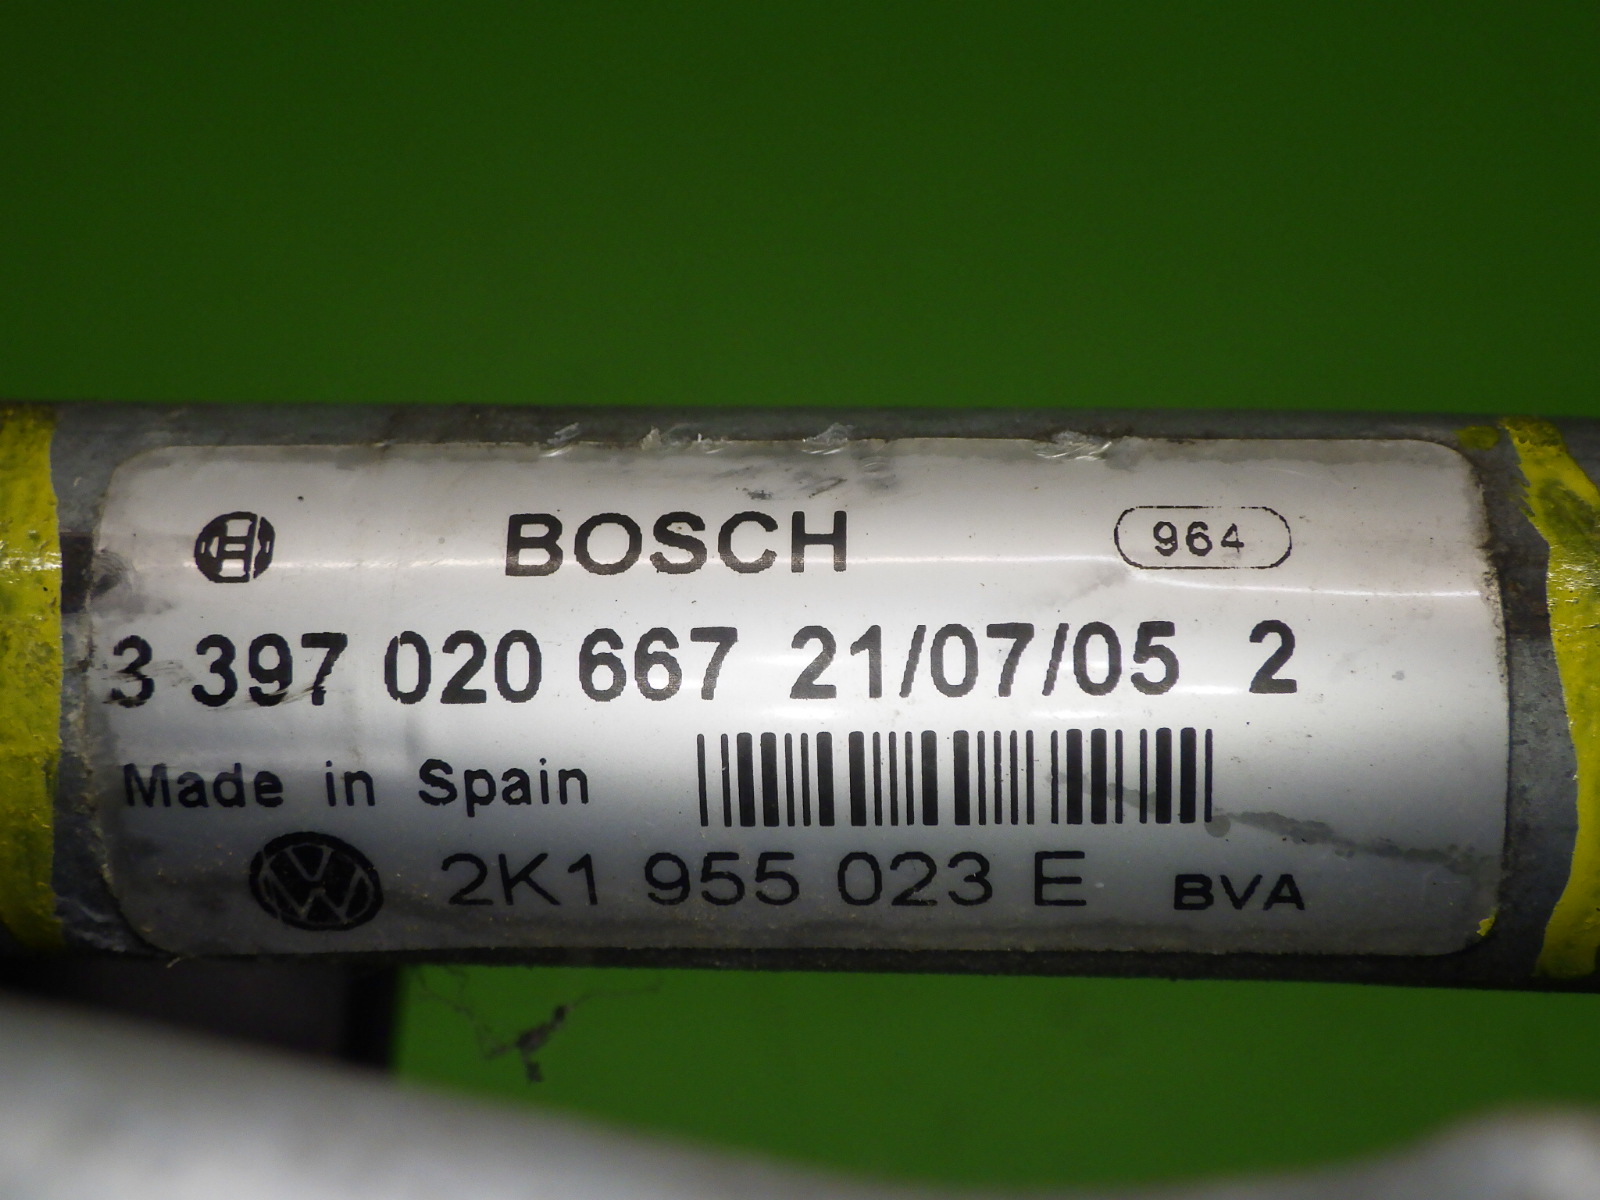 BOSCH 964
3 397 020 667 21/07/05 2
Made in Spain
2K1 955 023 E BVA